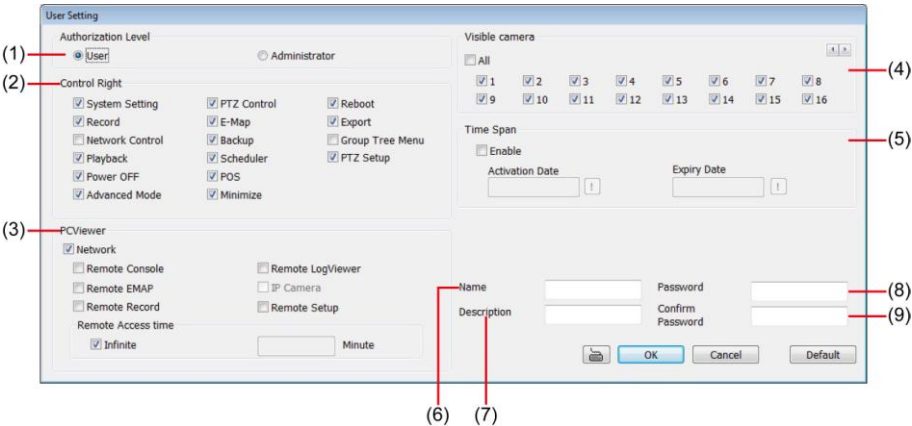 User Setting
Authorization Level
(1)
User
Administrator
(2)
Control Right
System Setting
PTZ Control
Reboot
Record
E-Map
Export
Network Control
Backup
Group Tree Menu
Playback
Scheduler
PTZ Setup
Power OFF
POS
Advanced Mode
Minimize
(3)
PCViewer
Network
Remote Console
Remote LogViewer
Remote EMAP
IP Camera
Remote Record
Remote Setup
Remote Access time
Infinite
Minute
Visible camera
All
(4)
1 2 3 4 5 6 7 8
9 10 11 12 13 14 15 16
Time Span
(5)
Enable
Activation Date
Expiry Date
!
!
Name
Password
(8)
Description
Confirm
Password
(9)
OK
Cancel
Default
(6)
(7)